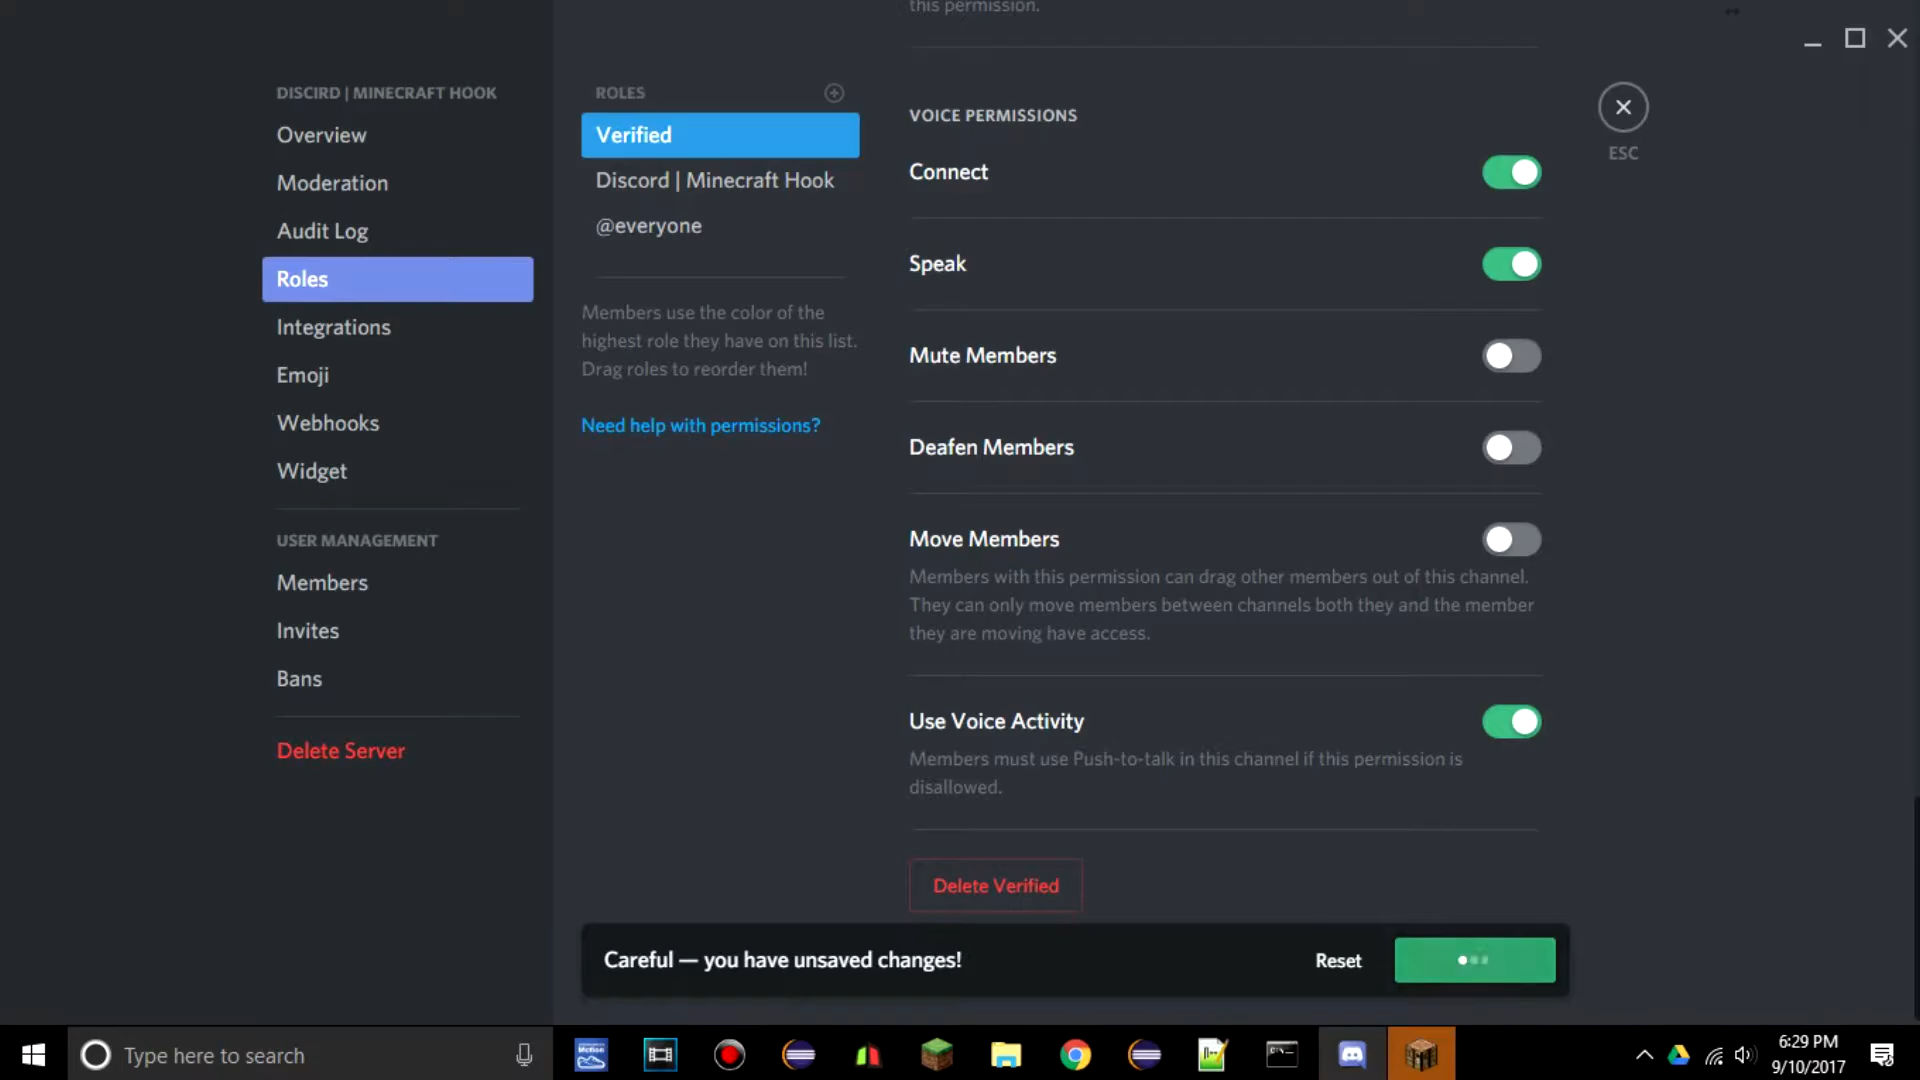 this permission.
DISCIRD | MINECRAFT HOOK
Overview
Moderation
Audit Log
Roles
Integrations
Emoji
Webhooks
Widget
USER MANAGEMENT
Members
Invites
Bans
Delete Server
ROLES
Verified
Discord | Minecraft Hook
@everyone
Members use the color of the
highest role they have on this list.
Drag roles to reorder them!
Need help with permissions?
VOICE PERMISSIONS
Connect
Speak
Mute Members
Deafen Members
Move Members
Members with this permission can drag other members out of this channel.
They can only move members between channels both they and the member
they are moving have access.
Use Voice Activity
Members must use Push-to-talk in this channel if this permission is
disallowed.
Delete Verified
ESC
Careful — you have unsaved changes!
Reset
Type here to search
6:29 PM
9/10/2017